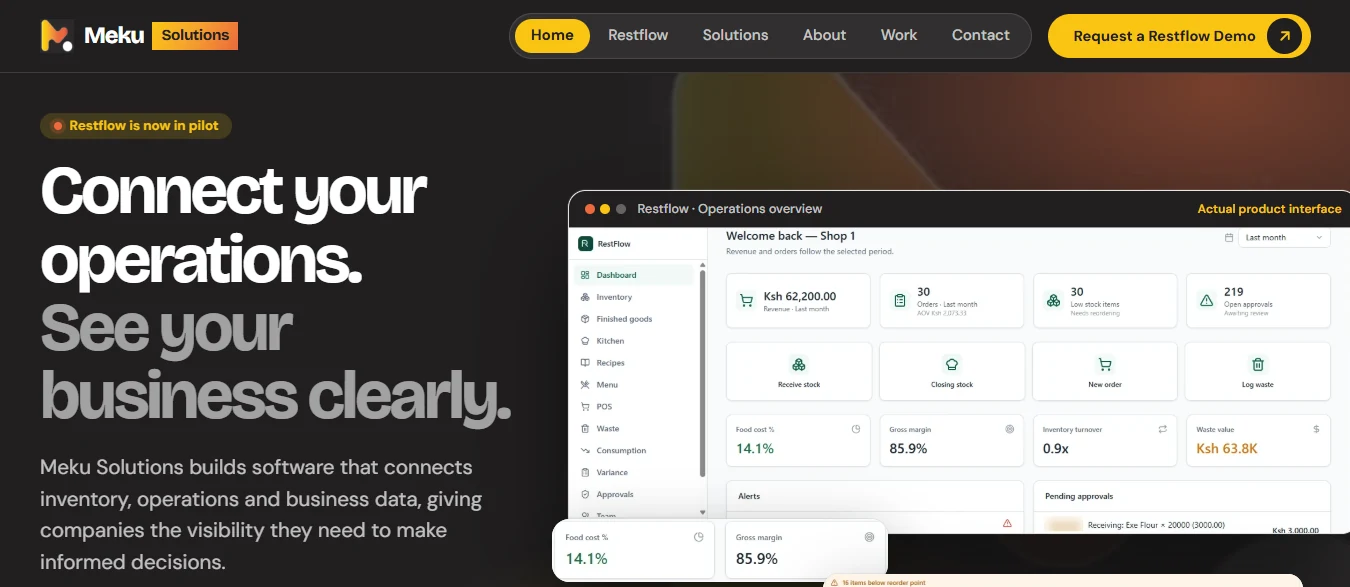 Meku Solutions
Home Restflow Solutions About Work Contact
Request a Restflow Demo
Restflow is now in pilot
Connect your
operations.
See your
business clearly.
Meku Solutions builds software that connects
inventory, operations and business data, giving
companies the visibility they need to make
informed decisions.
Restflow · Operations overview
Actual product interface
R RestFlow
Dashboard
Inventory
Finished goods
Kitchen
Recipes
Menu
POS
Waste
Consumption
Variance
Approvals
Team
Welcome back — Shop 1
Revenue and orders follow the selected period.
Last month
Ksh 62,200.00
Revenue · Last month
30
Orders · Last month
AOV Ksh 2,073.33
30
Low stock items
Needs reordering
219
Open approvals
Awaiting review
Receive stock
Closing stock
New order
Log waste
Food cost %
14.1%
Gross margin
85.9%
Inventory turnover
0.9x
Waste value
Ksh 63.8K
Alerts
Pending approvals
Receiving: Exe Flour × 20000 (3000.00)
Ksh 3,000.00
Food cost %
14.1%
Gross margin
85.9%
16 items below reorder point